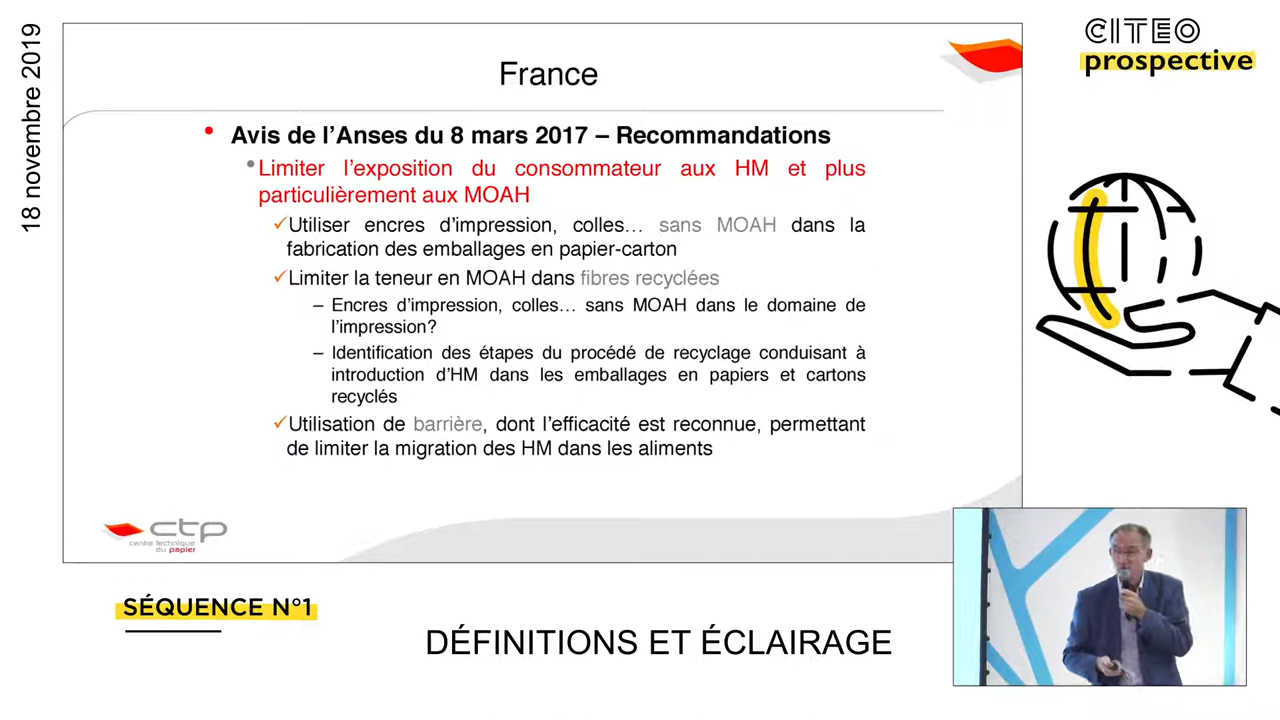 18 novembre 2019
CITEO
prospective
France
• Avis de l'Anses du 8 mars 2017 – Recommandations
• Limiter l'exposition du consommateur aux HM et plus
particulièrement aux MOAH
✓ Utiliser encres d'impression, colles… sans MOAH dans la
fabrication des emballages en papier-carton
✓ Limiter la teneur en MOAH dans fibres recyclées
– Encres d'impression, colles… sans MOAH dans le domaine de
l'impression?
– Identification des étapes du procédé de recyclage conduisant à
introduction d'HM dans les emballages en papiers et cartons
recyclés
✓ Utilisation de barrière, dont l'efficacité est reconnue, permettant
de limiter la migration des HM dans les aliments
ctp
centre technique
du papier
SÉQUENCE N°1
DÉFINITIONS ET ÉCLAIRAGE